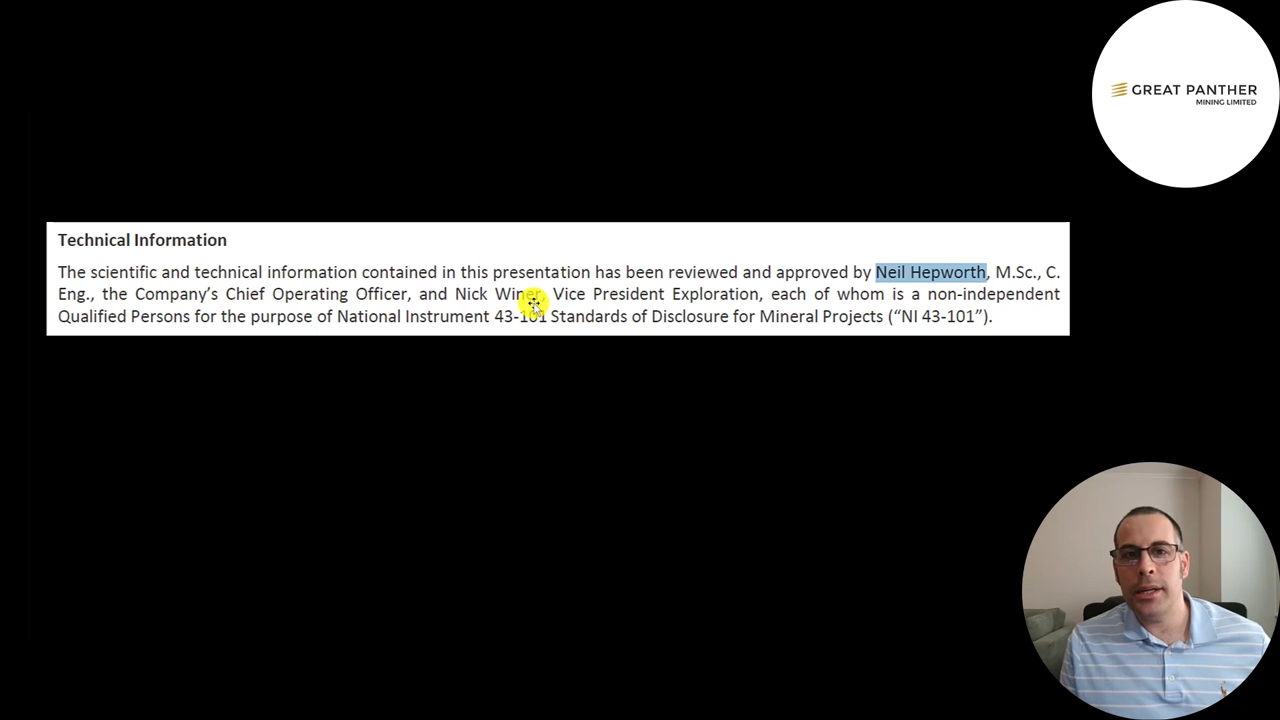 GREAT PANTHER
MINING LIMITED
Technical Information
The scientific and technical information contained in this presentation has been reviewed and approved by Neil Hepworth, M.Sc., C.
Eng., the Company’s Chief Operating Officer, and Nick Winer, Vice President Exploration, each of whom is a non-independent
Qualified Persons for the purpose of National Instrument 43-101 Standards of Disclosure for Mineral Projects (“NI 43-101”).